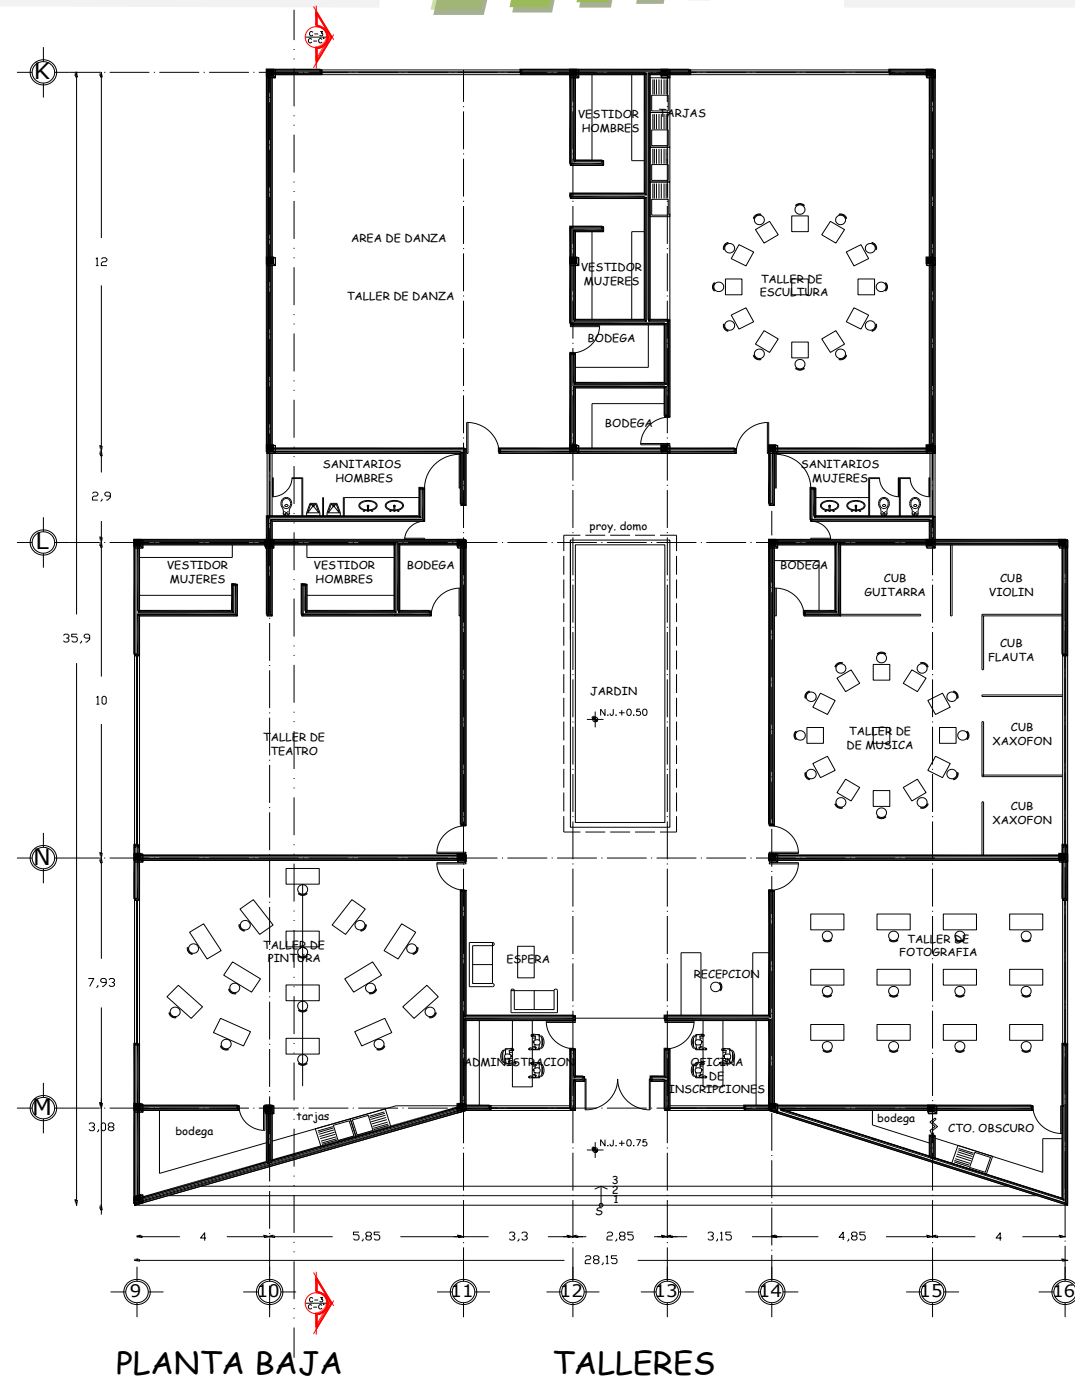 C-3
C-C'
K
VESTIDOR
HOMBRES
TARJAS
AREA DE DANZA
12
VESTIDOR
MUJERES
TALLER DE
ESCULTURA
TALLER DE DANZA
BODEGA
BODEGA
SANITARIOS
HOMBRES
SANITARIOS
MUJERES
2,9
proy. domo
L
VESTIDOR
MUJERES
VESTIDOR
HOMBRES
BODEGA
BODEGA
CUB
GUITARRA
CUB
VIOLIN
35,9
CUB
FLAUTA
10
JARDIN
N.J.+0.50
TALLER DE
TEATRO
TALLER DE
DE MUSICA
CUB
XAXOFON
CUB
XAXOFON
N
TALLER DE
PINTURA
ESPERA
RECEPCION
TALLER DE
FOTOGRAFIA
7,93
ADMINISTRACION
OFICINA
DE
INSCRIPCIONES
M
3,08
bodega
tarjas
N.J.+0.75
bodega
CTO. OBSCURO
3
2
1
S
4
5,85
3,3
2,85
3,15
4,85
4
28,15
9
10
11
12
13
14
15
16
C-3
C-C'
PLANTA BAJA
TALLERES